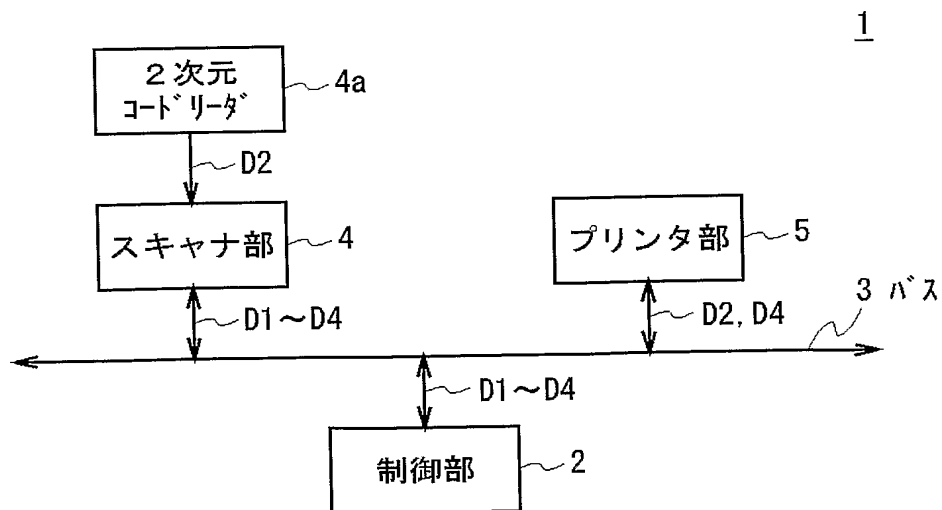 1
2次元
コードリーダ
4a
D2
スキャナ部
4
プリンタ部
5
D1~D4
D2, D4
3 バス
D1~D4
制御部
2